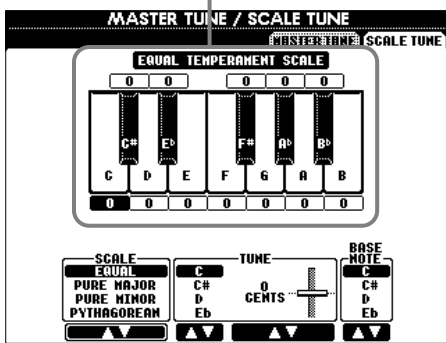 MASTER TUNE / SCALE TUNE
MASTER TUNE SCALE TUNE
EQUAL TEMPERAMENT SCALE
0 0 0 0 0
C# E♭ F# A♭ B♭
C D E F G A B
0 0 0 0 0 0 0
SCALE
EQUAL
PURE MAJOR
PURE MINOR
PYTHAGOREAN
TUNE
C
C#
D
E♭
0
CENTS
BASE
NOTE
C
C#
D
E♭